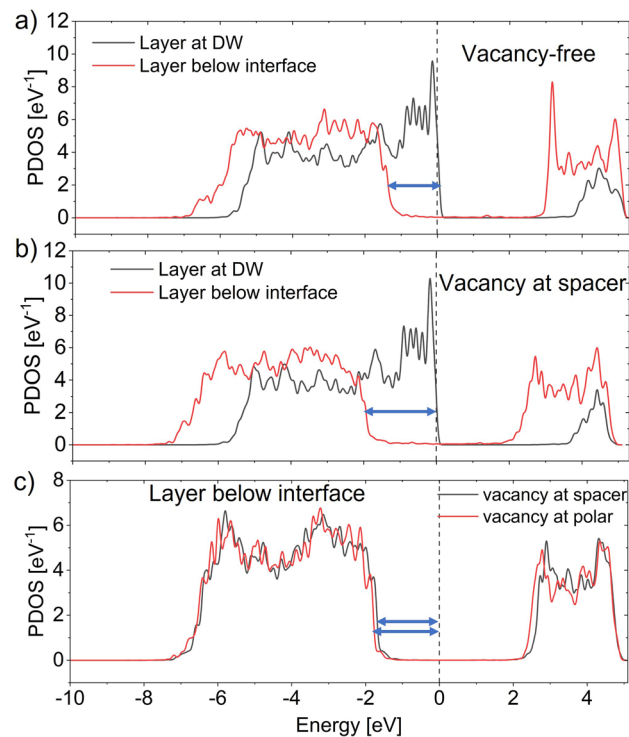 a)
Layer at DW
Layer below interface
Vacancy-free
PDOS [eV⁻¹]
12
10
8
6
4
2
0
b)
Layer at DW
Layer below interface
Vacancy at spacer
PDOS [eV⁻¹]
12
10
8
6
4
2
0
c)
Layer below interface
vacancy at spacer
vacancy at polar
PDOS [eV⁻¹]
8
6
4
2
0
-10 -8 -6 -4 -2 0 2 4
Energy [eV]